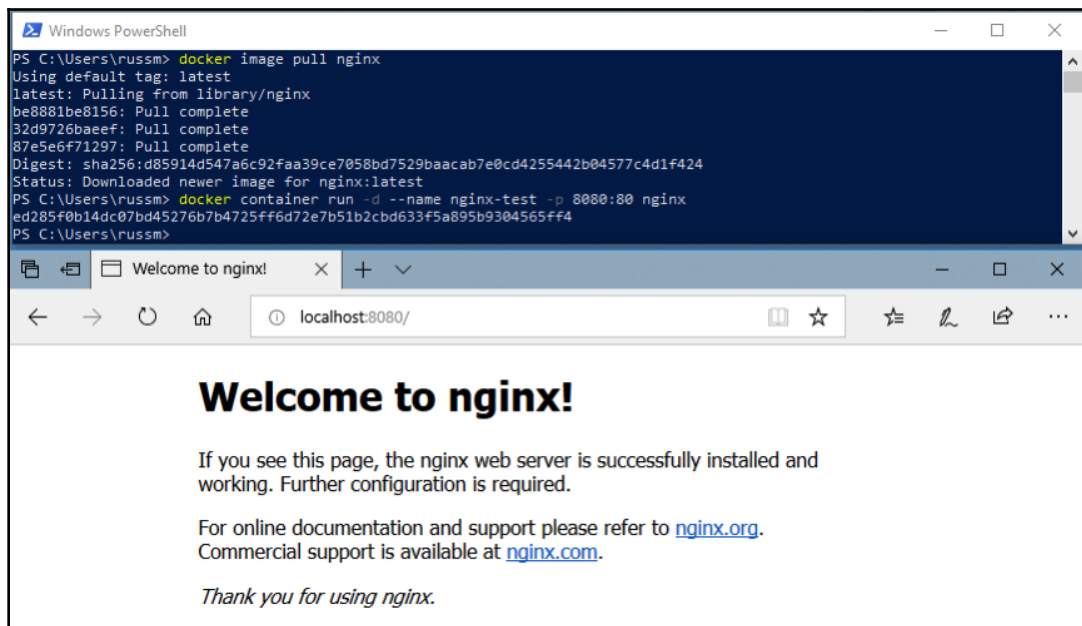 Windows PowerShell
PS C:\Users\russm> docker image pull nginx
Using default tag: latest
latest: Pulling from library/nginx
be8881be8156: Pull complete
32d9726baeef: Pull complete
87e5e6f71297: Pull complete
Digest: sha256:d85914d547a6c92faa39ce7058bd7529baacab7e0cd4255442b04577c4d1f424
Status: Downloaded newer image for nginx:latest
PS C:\Users\russm> docker container run -d --name nginx-test -p 8080:80 nginx
ed285f0b14dc07bd45276b7b4725ff6d72e7b51b2cbd633f5a895b9304565ff4
PS C:\Users\russm>
Welcome to nginx!
localhost:8080/
Welcome to nginx!
If you see this page, the nginx web server is successfully installed and
working. Further configuration is required.
For online documentation and support please refer to nginx.org.
Commercial support is available at nginx.com.
Thank you for using nginx.